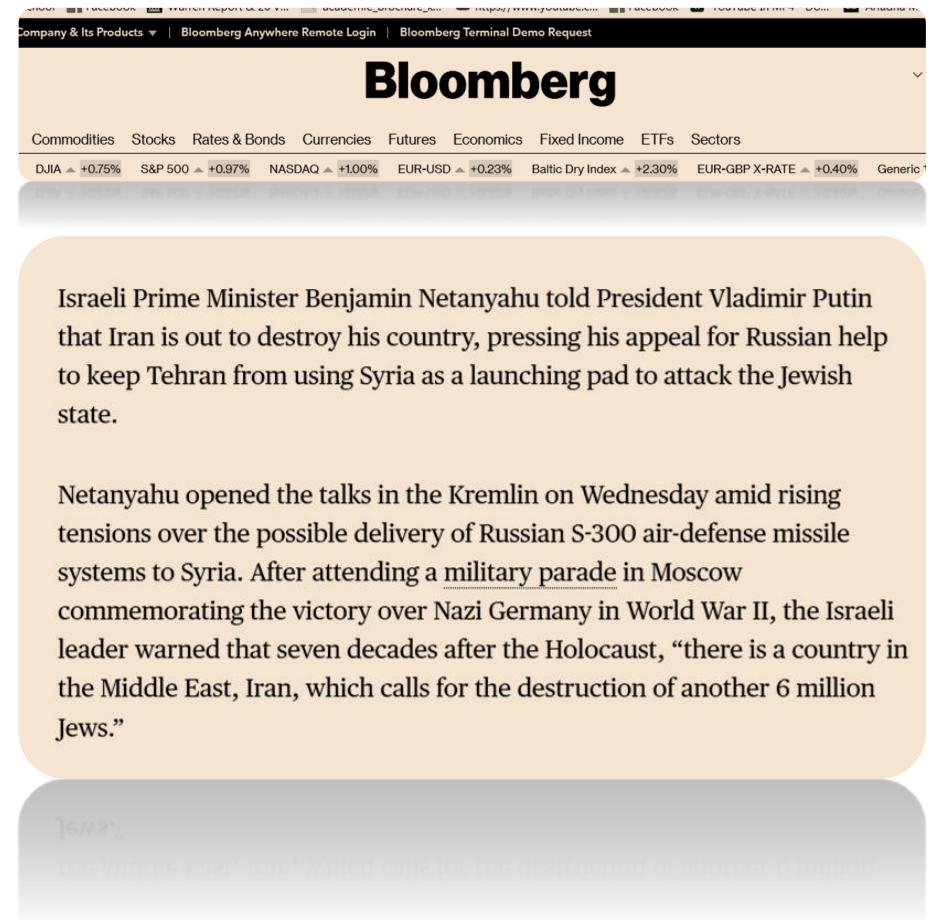 Company & Its Products ▼ | Bloomberg Anywhere Remote Login | Bloomberg Terminal Demo Request
Bloomberg
Commodities Stocks Rates & Bonds Currencies Futures Economics Fixed Income ETFs Sectors
DJIA ▲ +0.75% S&P 500 ▲ +0.97% NASDAQ ▲ +1.00% EUR-USD ▲ +0.23% Baltic Dry Index ▲ +2.30% EUR-GBP X-RATE ▲ +0.40% Generic
Israeli Prime Minister Benjamin Netanyahu told President Vladimir Putin
that Iran is out to destroy his country, pressing his appeal for Russian help
to keep Tehran from using Syria as a launching pad to attack the Jewish
state.
Netanyahu opened the talks in the Kremlin on Wednesday amid rising
tensions over the possible delivery of Russian S-300 air-defense missile
systems to Syria. After attending a military parade in Moscow
commemorating the victory over Nazi Germany in World War II, the Israeli
leader warned that seven decades after the Holocaust, “there is a country in
the Middle East, Iran, which calls for the destruction of another 6 million
Jews.”